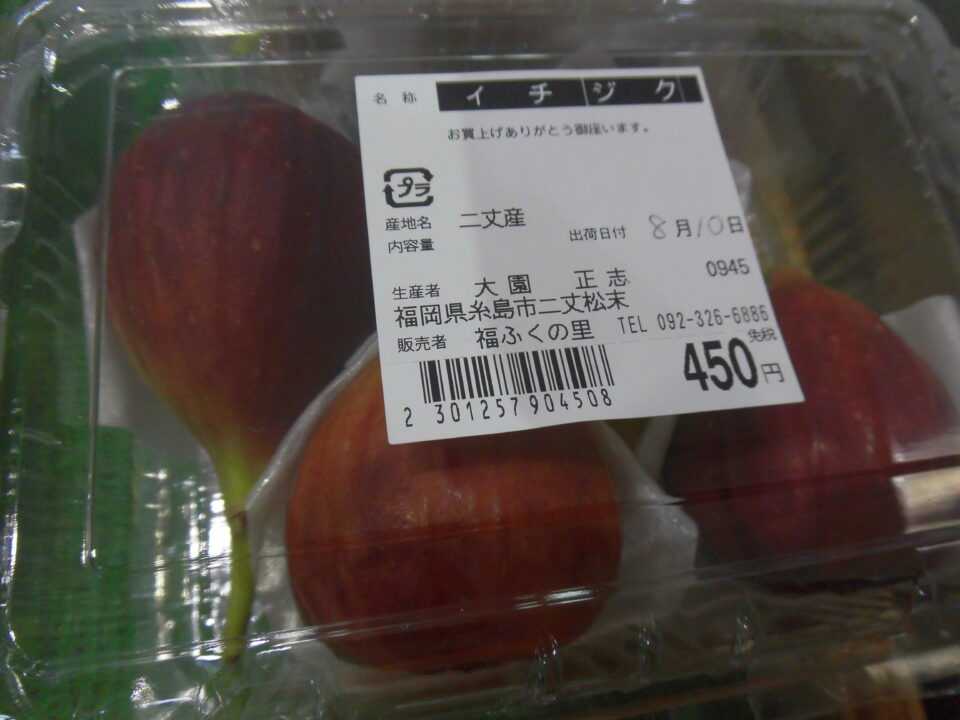 名称 イチジク
お買上げありがとう御座います。
プラ
産地名 二丈産
内容量 出荷日付 8月10日
0945
生産者 大園 正志
福岡県糸島市二丈松末
販売者 福ふくの里 TEL 092-326-6886
免税
450円
2 301257 904508